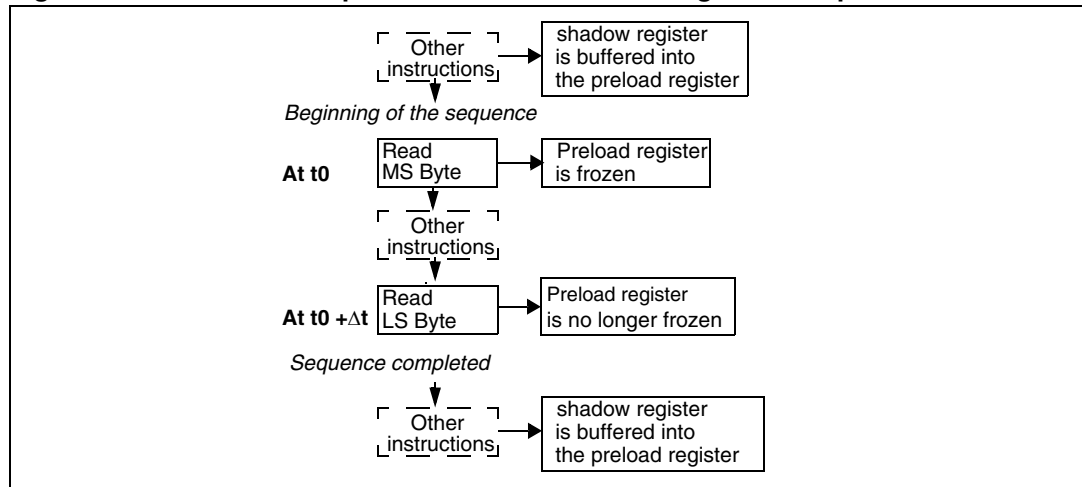 Other
instructions
shadow register
is buffered into
the preload register
Beginning of the sequence
At t0
Read
MS Byte
Preload register
is frozen
Other
instructions
At t0 +Δt
Read
LS Byte
Preload register
is no longer frozen
Sequence completed
Other
instructions
shadow register
is buffered into
the preload register